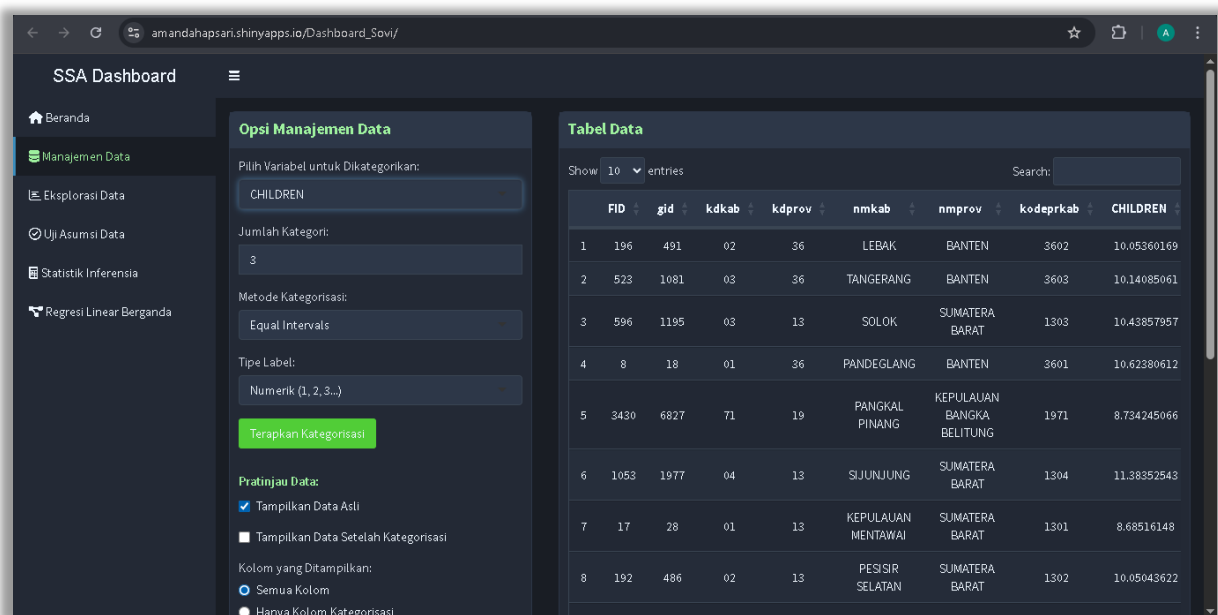 amandahapsari.shinyapps.io/Dashboard_Sovi/
A
SSA Dashboard
Beranda
Manajemen Data
Eksplorasi Data
Uji Asumsi Data
Statistik Inferensia
Regresi Linear Berganda
Opsi Manajemen Data
Pilih Variabel untuk Dikategorikan:
CHILDREN
Jumlah Kategori:
3
Metode Kategorisasi:
Equal Intervals
Tipe Label:
Numerik (1, 2, 3...)
Terapkan Kategorisasi
Pratinjau Data:
Tampilkan Data Asli
Tampilkan Data Setelah Kategorisasi
Kolom yang Ditampilkan:
Semua Kolom
Hanya Kolom Kategorisasi
Tabel Data
Show 10 entries
Search:
FID gid kdkab kdprov nmkab nmprov kodeprkab CHILDREN
1 196 491 02 36 LEBAK BANTEN 3602 10.05360169
2 523 1081 03 36 TANGERANG BANTEN 3603 10.14085061
3 596 1195 03 13 SOLOK SUMATERA BARAT 1303 10.43857957
4 8 18 01 36 PANDEGLANG BANTEN 3601 10.62380612
5 3430 6827 71 19 PANGKAL PINANG KEPULAUAN BANGKA BELITUNG 1971 8.734245066
6 1053 1977 04 13 SIJUNJUNG SUMATERA BARAT 1304 11.38352543
7 17 28 01 13 KEPULAUAN MENTAWAI SUMATERA BARAT 1301 8.68516148
8 192 486 02 13 PESISIR SELATAN SUMATERA BARAT 1302 10.05043622